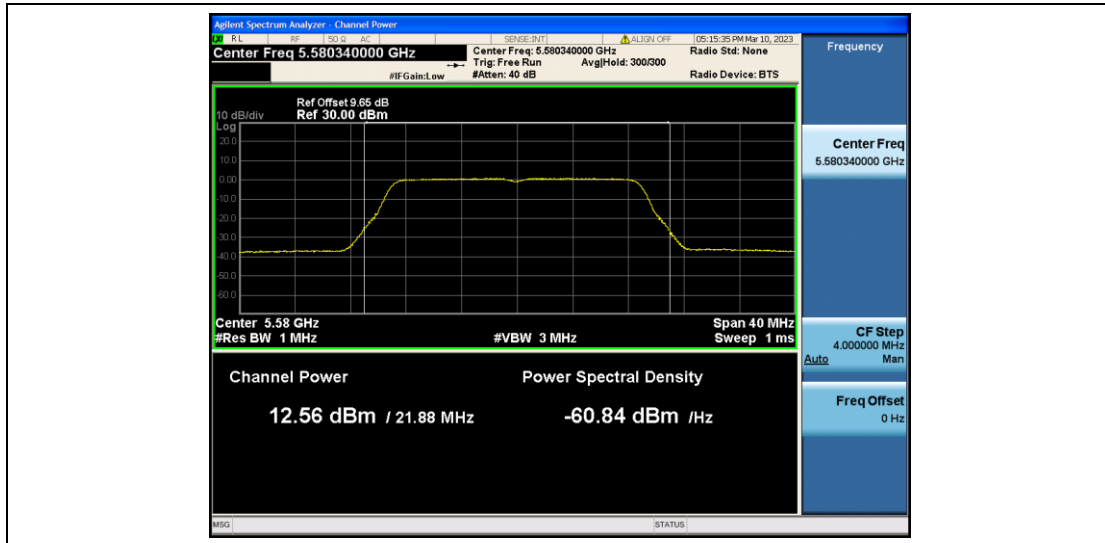 Agilent Spectrum Analyzer - Channel Power
RL RF 50 Ω AC SENSE:INT ALIGN OFF 05:15:35 PM Mar 10, 2023
Center Freq 5.580340000 GHz
Center Freq: 5.580340000 GHz
Radio Std: None
Trig: Free Run Avg|Hold: 300/300
#IFGain:Low #Atten: 40 dB Radio Device: BTS
Ref Offset 9.65 dB
10 dB/div Ref 30.00 dBm
Log
20.0
10.0
0.00
-10.0
-20.0
-30.0
-40.0
-50.0
-60.0
Center 5.58 GHz Span 40 MHz
#Res BW 1 MHz #VBW 3 MHz Sweep 1 ms
Channel Power Power Spectral Density
12.56 dBm / 21.88 MHz -60.84 dBm /Hz
Frequency
Center Freq
5.580340000 GHz
CF Step
4.000000 MHz
Auto Man
Freq Offset
0 Hz
MSG STATUS